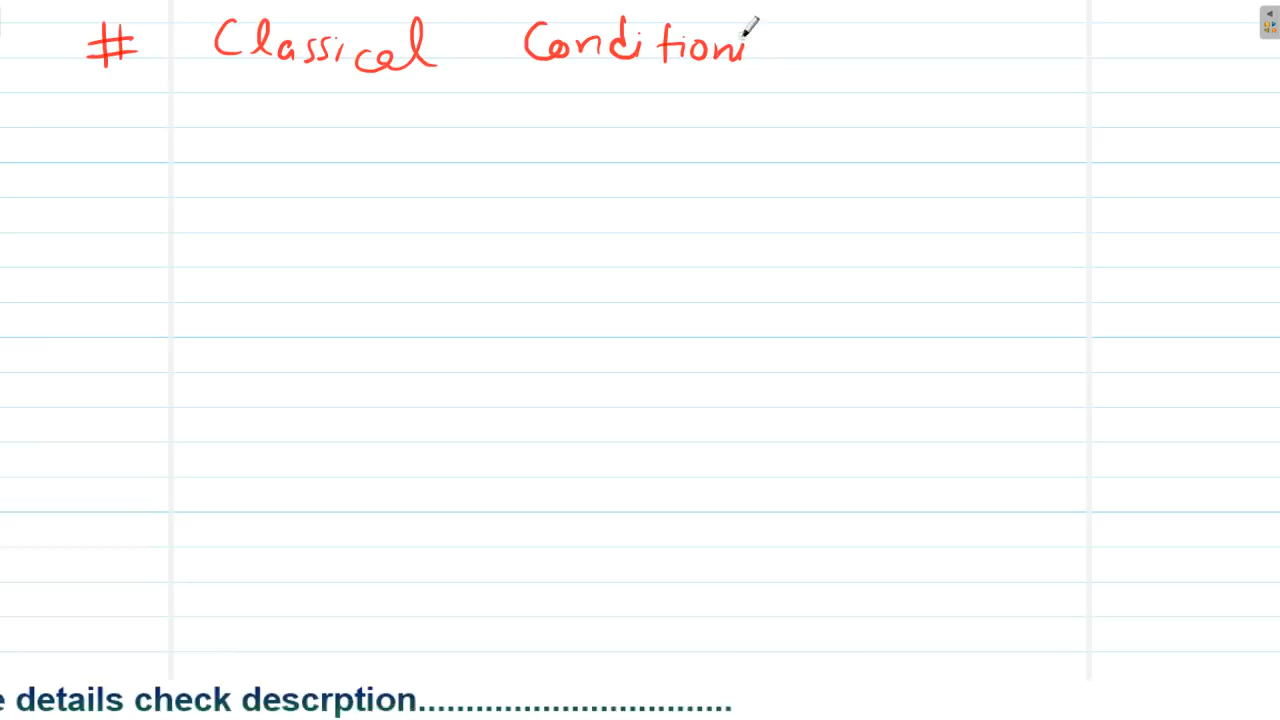 # Classical Conditioni
e details check descrption.................................